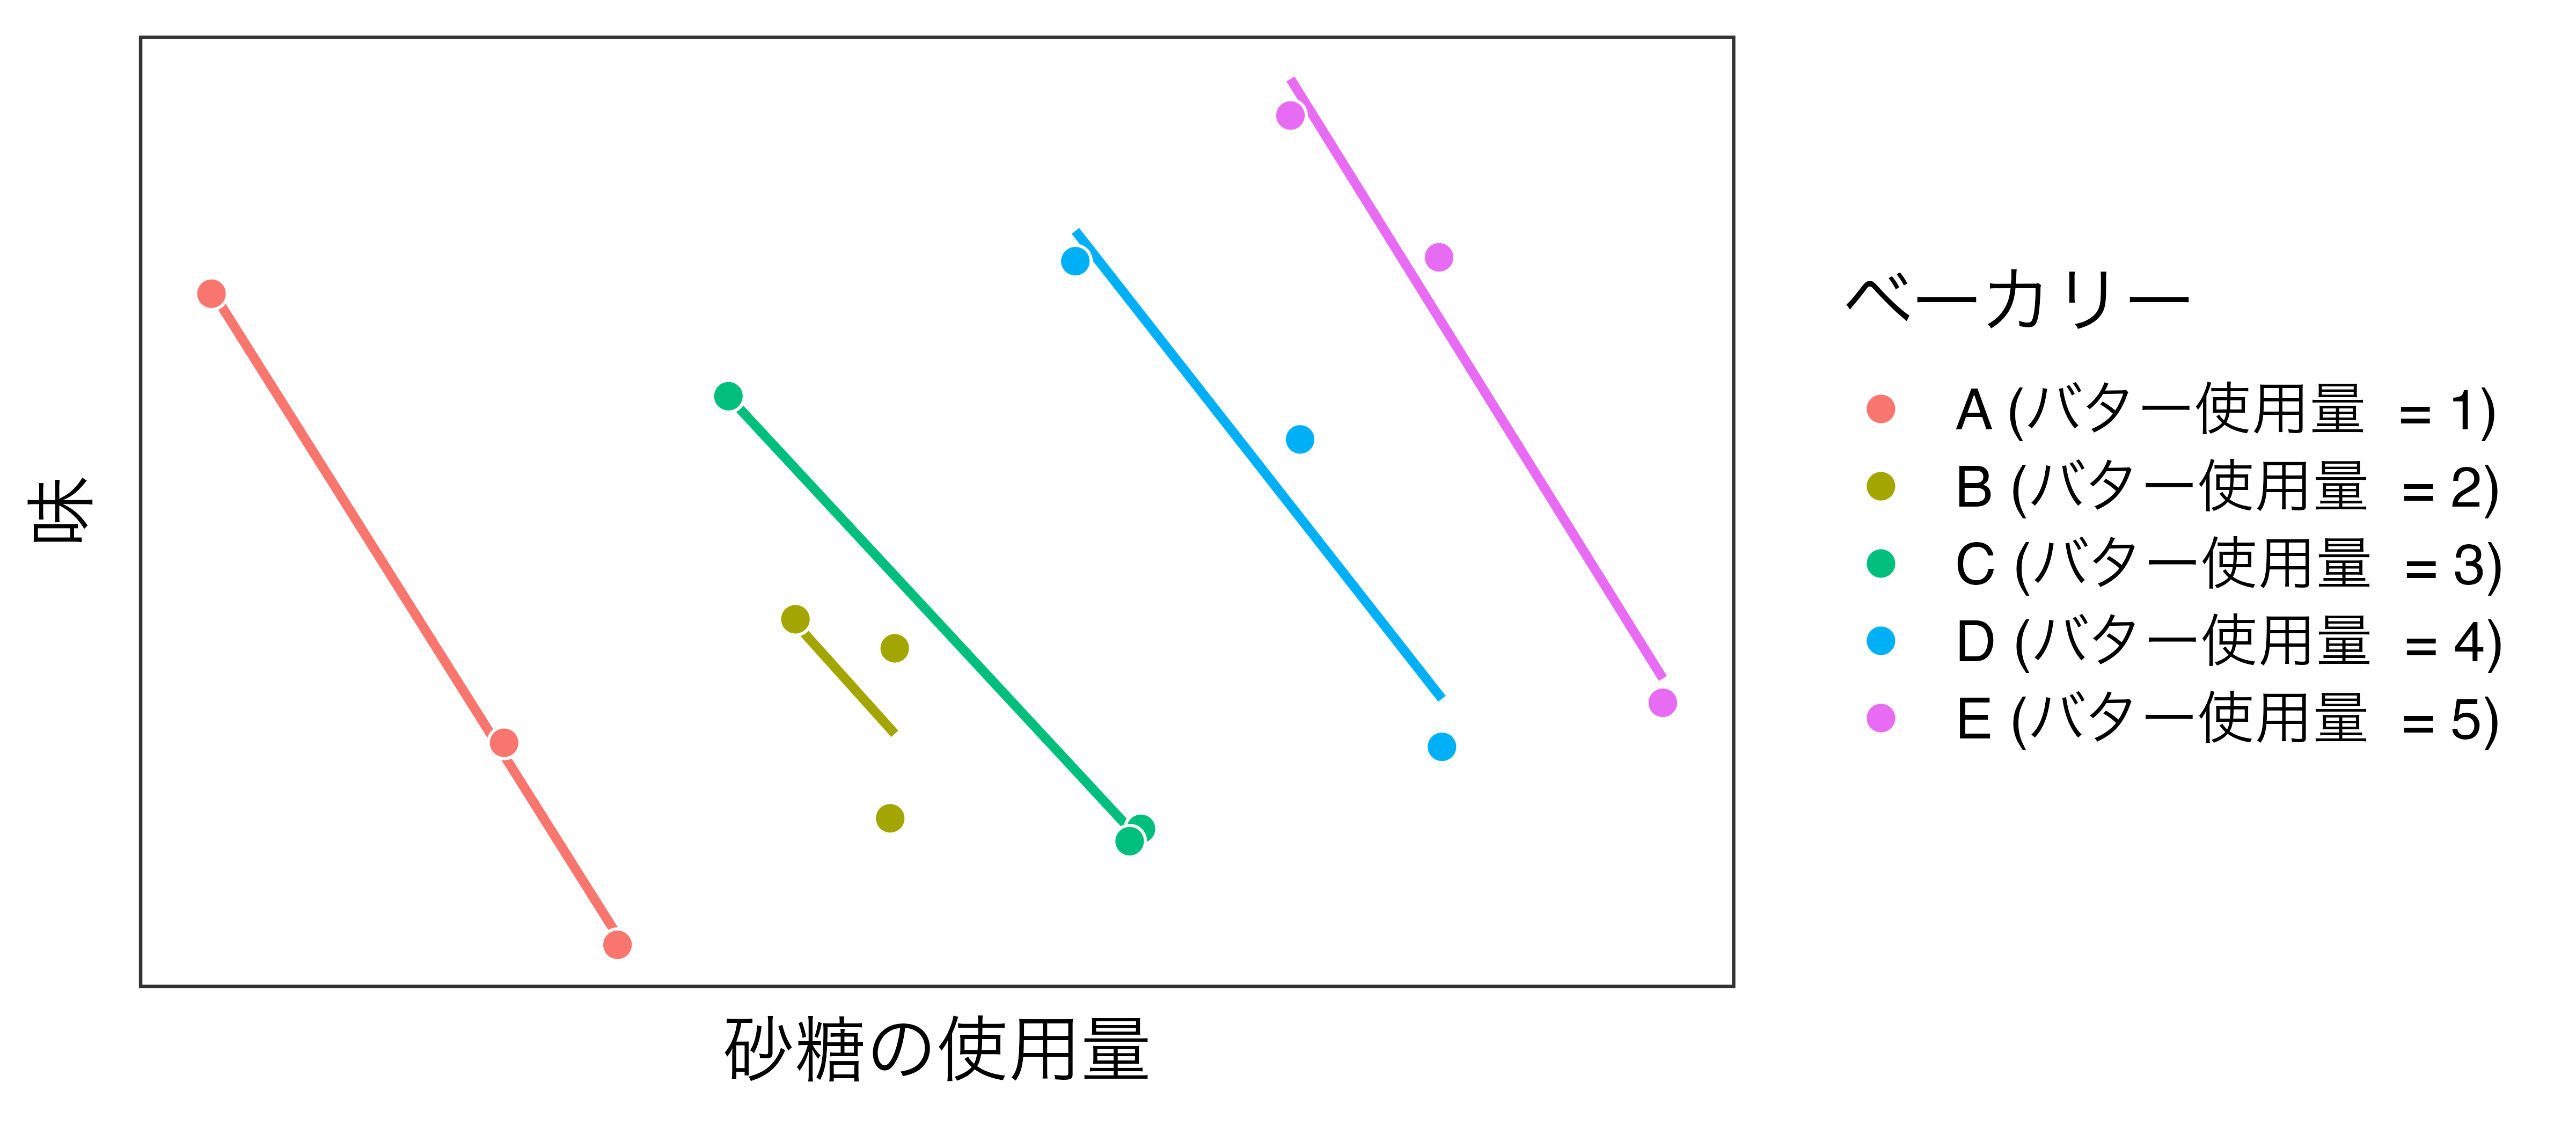 味
砂糖の使用量
ベーカリー
A (バター使用量 = 1)
B (バター使用量 = 2)
C (バター使用量 = 3)
D (バター使用量 = 4)
E (バター使用量 = 5)